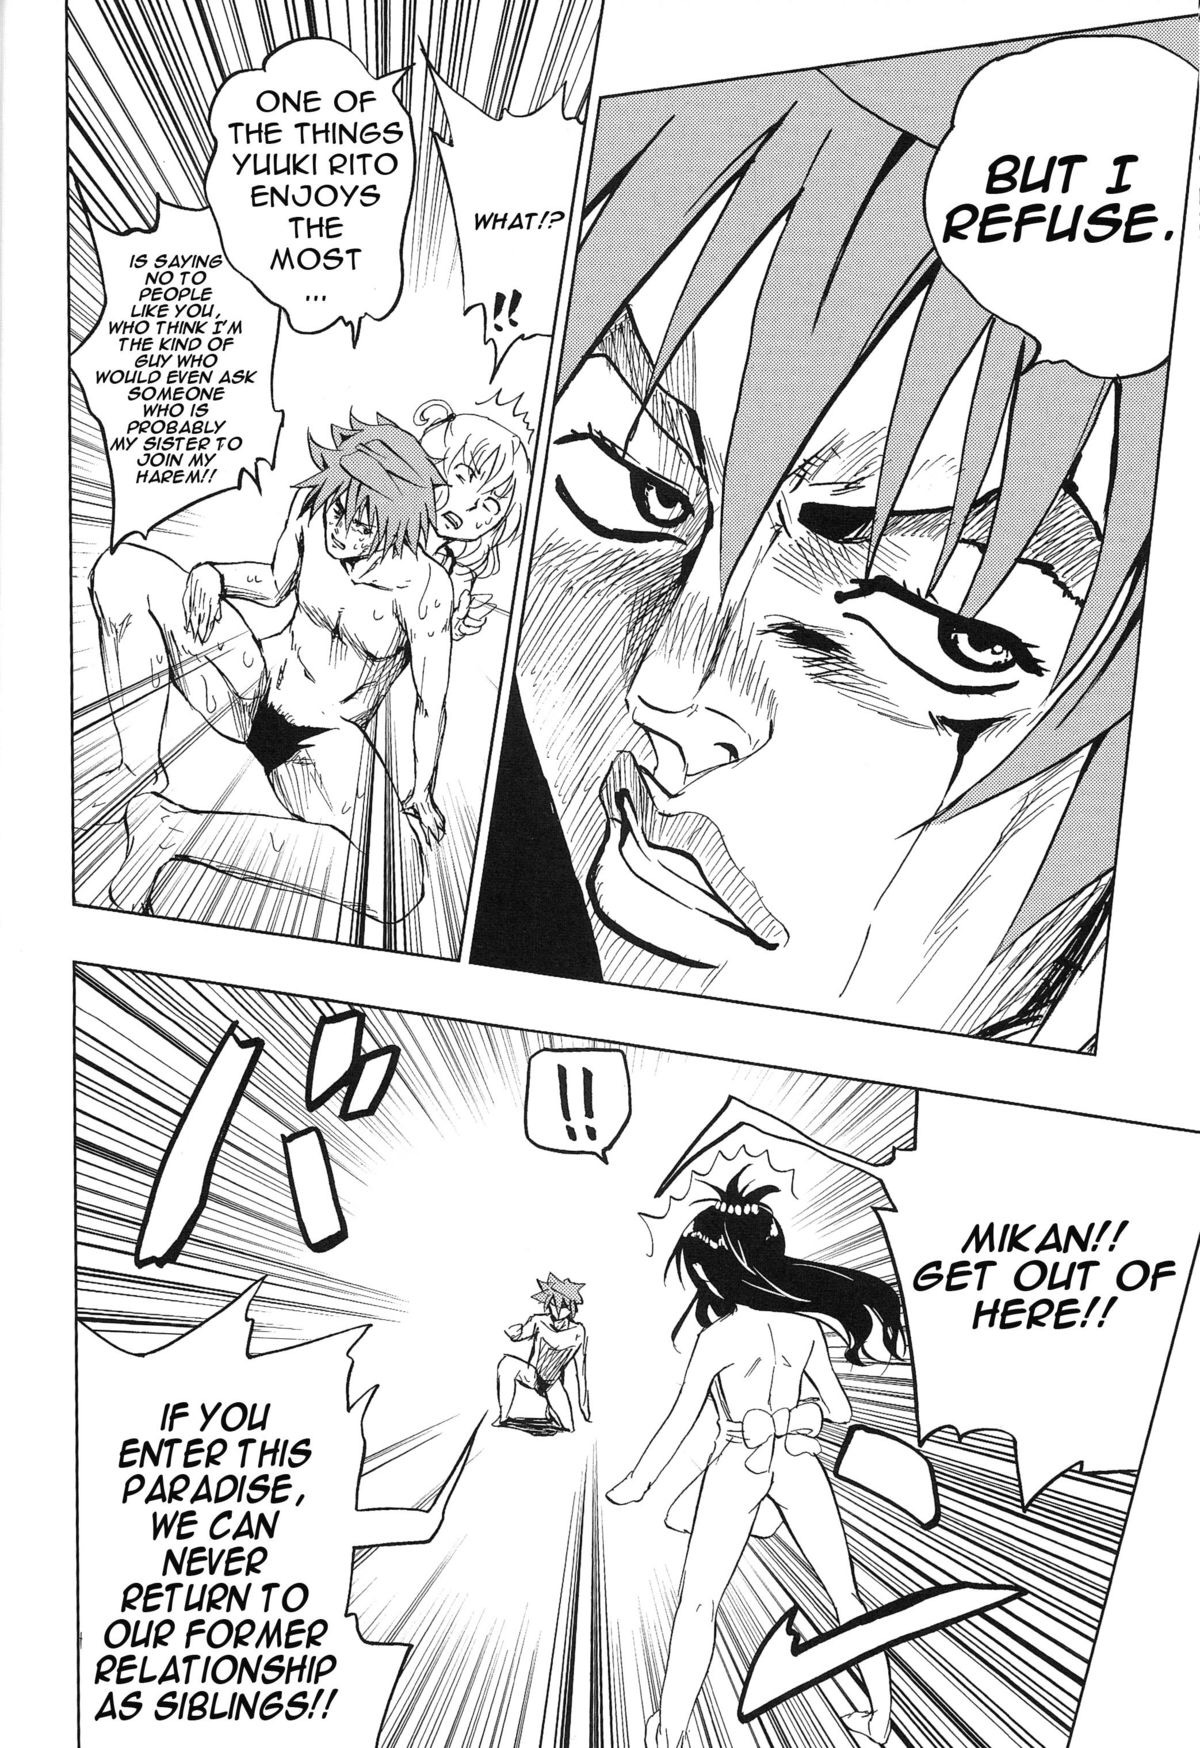 BUT I
REFUSE.
WHAT!?
!!
ONE OF
THE THINGS
YUUKI RITO
ENJOYS
THE
MOST
...
IS SAYING
NO TO
PEOPLE
LIKE YOU,
WHO THINK I'M
THE KIND OF
GUY WHO
WOULD EVEN ASK
SOMEONE
WHO IS
PROBABLY
MY SISTER TO
JOIN MY
HAREM!!
MIKAN!!
GET OUT OF
HERE!!
!!
バン
IF YOU
ENTER THIS
PARADISE,
WE CAN
NEVER
RETURN TO
OUR FORMER
RELATIONSHIP
AS SIBLINGS!!